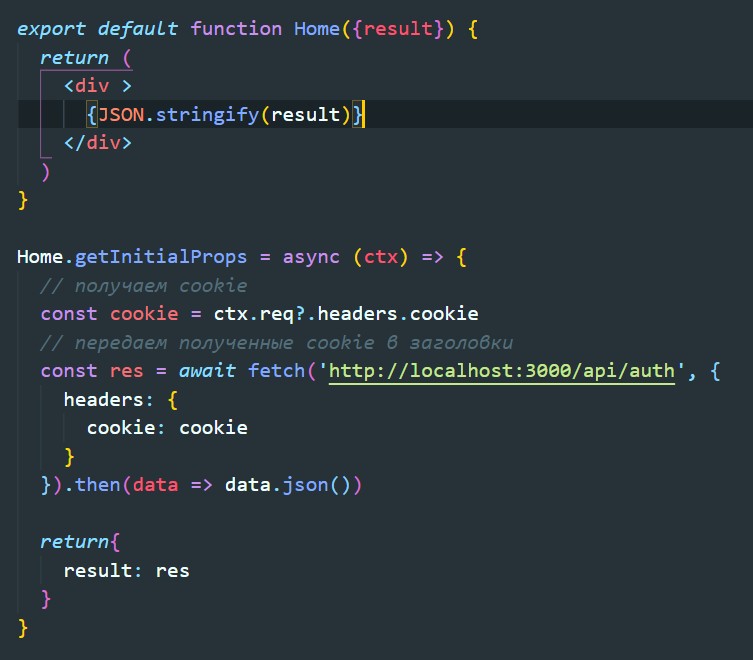 export default function Home({result}) {
return (
<div >
{JSON.stringify(result)}
</div>
)
}
Home.getInitialProps = async (ctx) => {
// получаем cookie
const cookie = ctx.req?.headers.cookie
// передаем полученные cookie в заголовки
const res = await fetch('http://localhost:3000/api/auth', {
headers: {
cookie: cookie
}
}).then(data => data.json())
return{
result: res
}
}